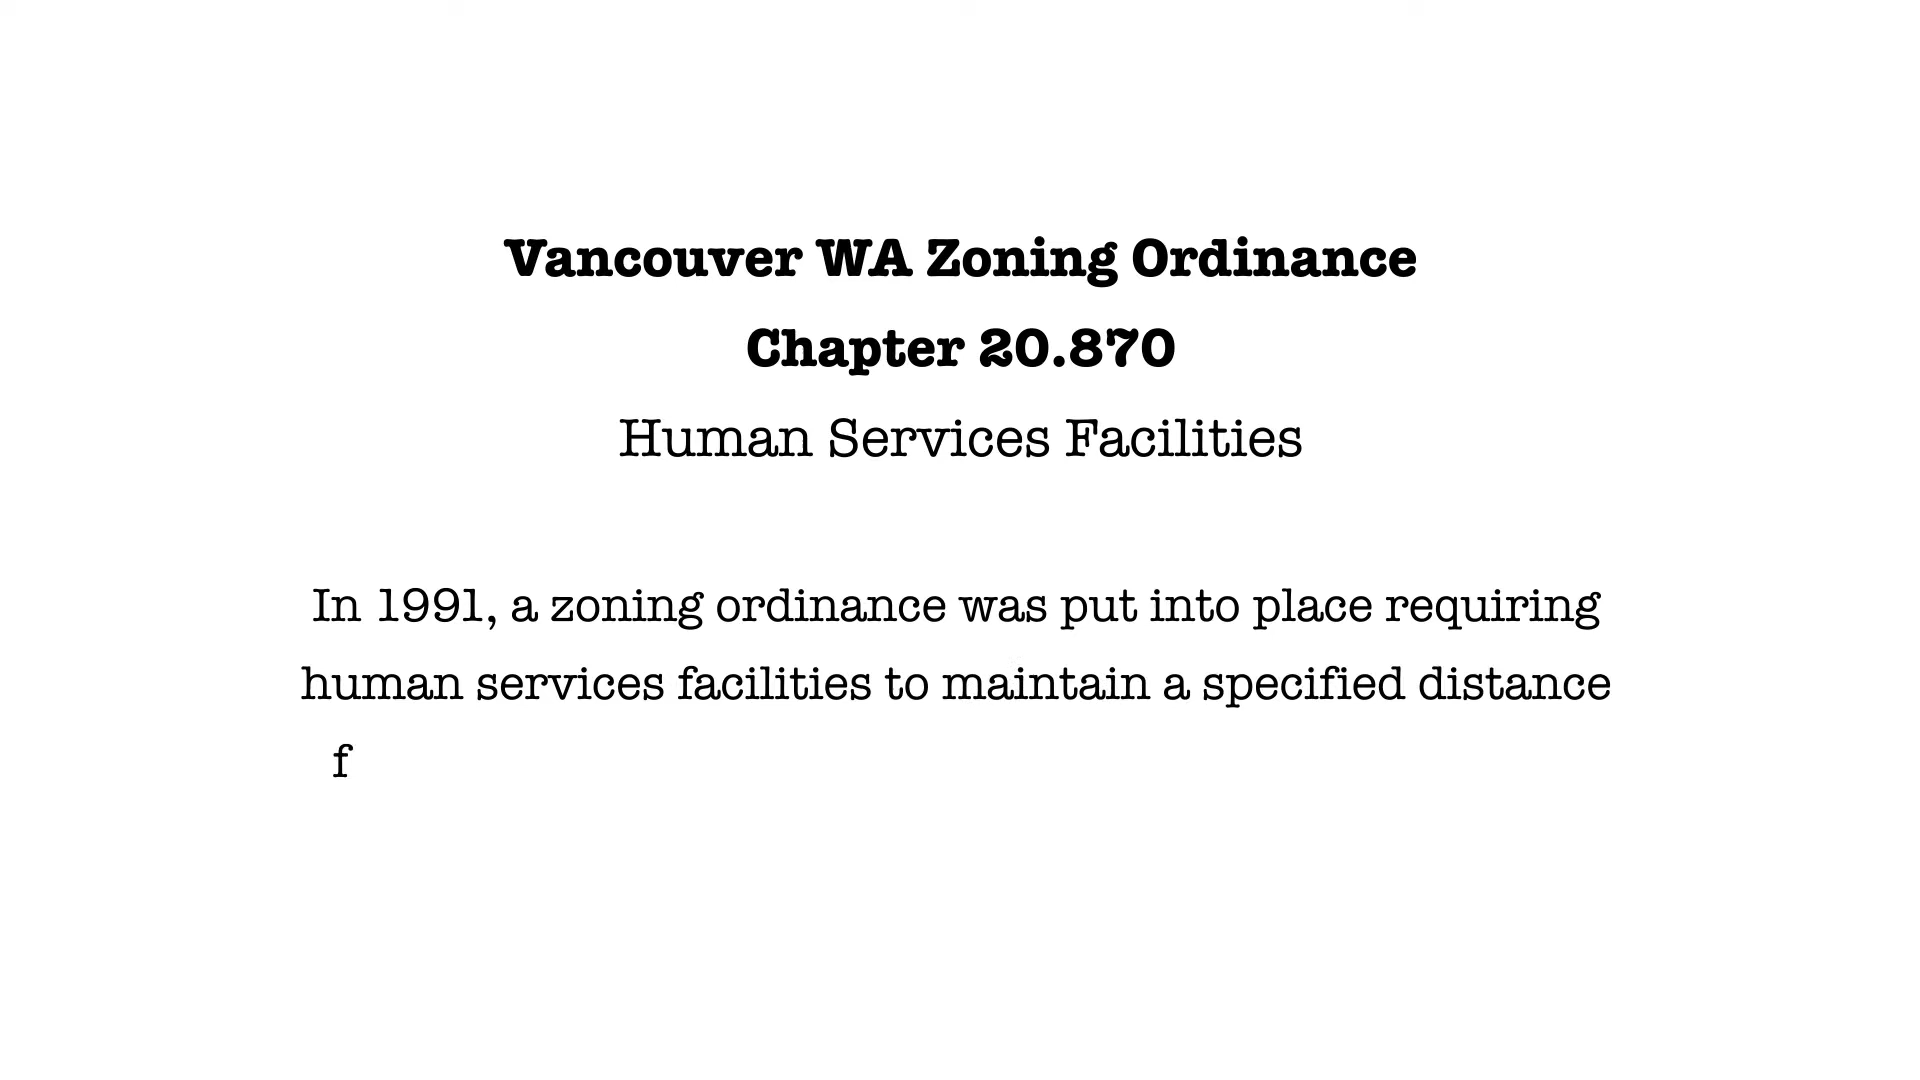 Vancouver WA Zoning Ordinance
Chapter 20.870
Human Services Facilities
In 1991, a zoning ordinance was put into place requiring
human services facilities to maintain a specified distance
f